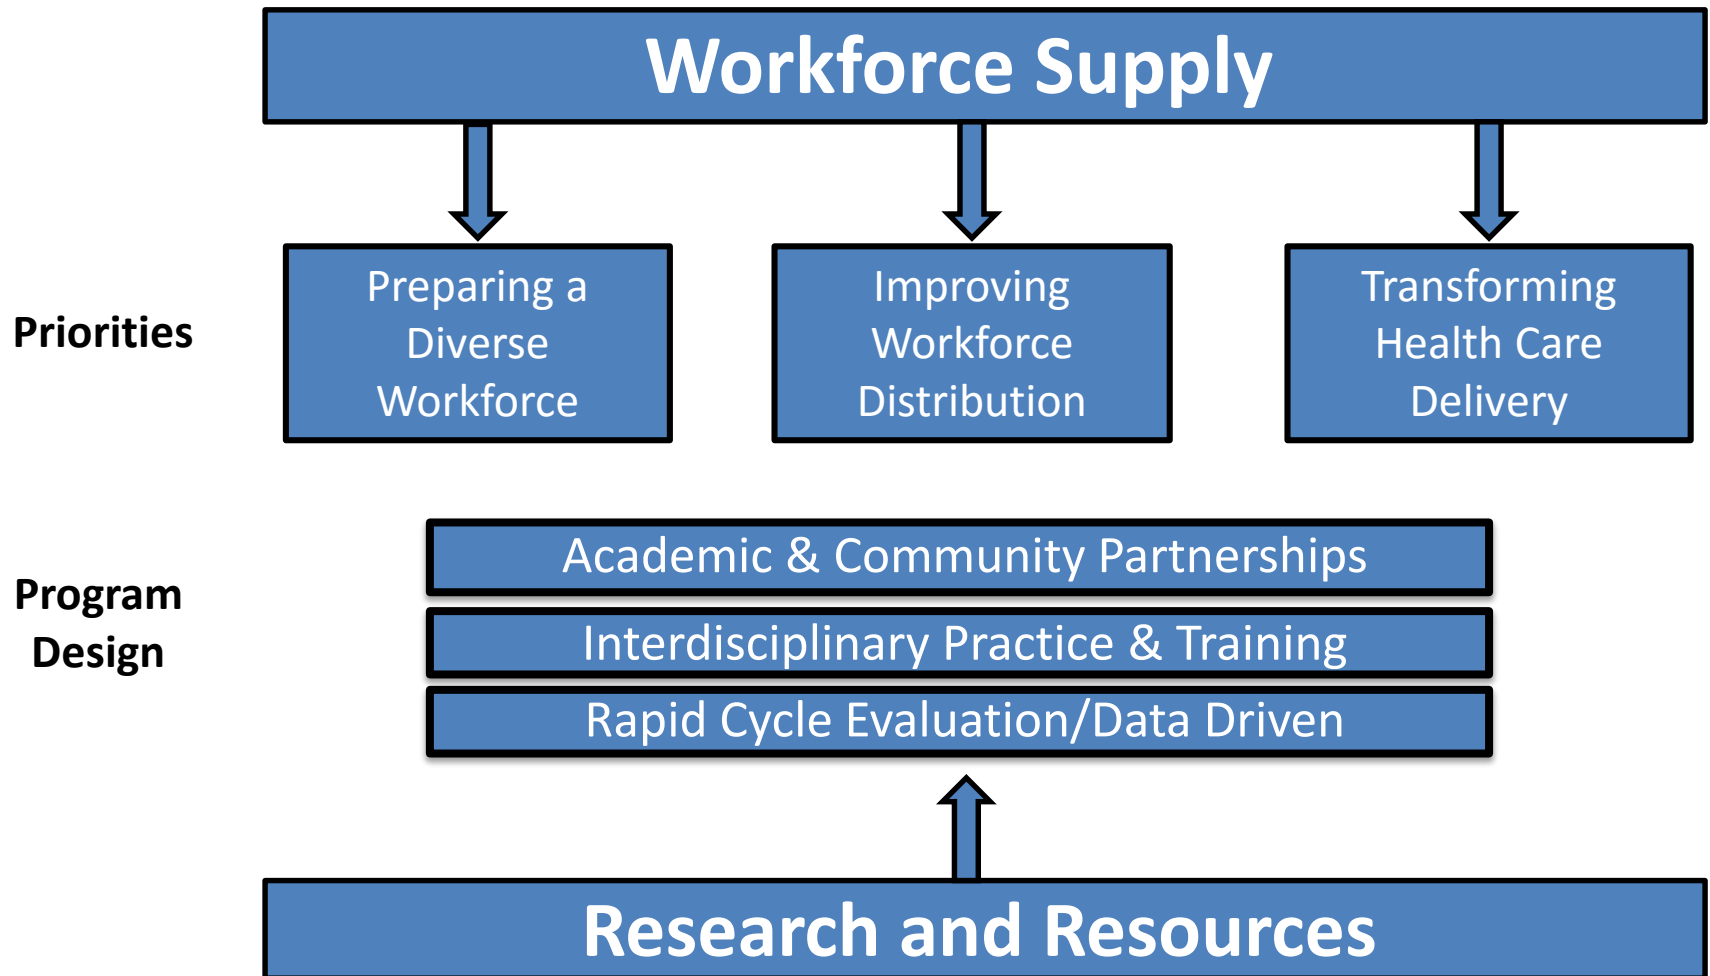 Workforce Supply
Priorities
Preparing a
Diverse
Workforce
Improving
Workforce
Distribution
Transforming
Health Care
Delivery
Program
Design
Academic & Community Partnerships
Interdisciplinary Practice & Training
Rapid Cycle Evaluation/Data Driven
Research and Resources